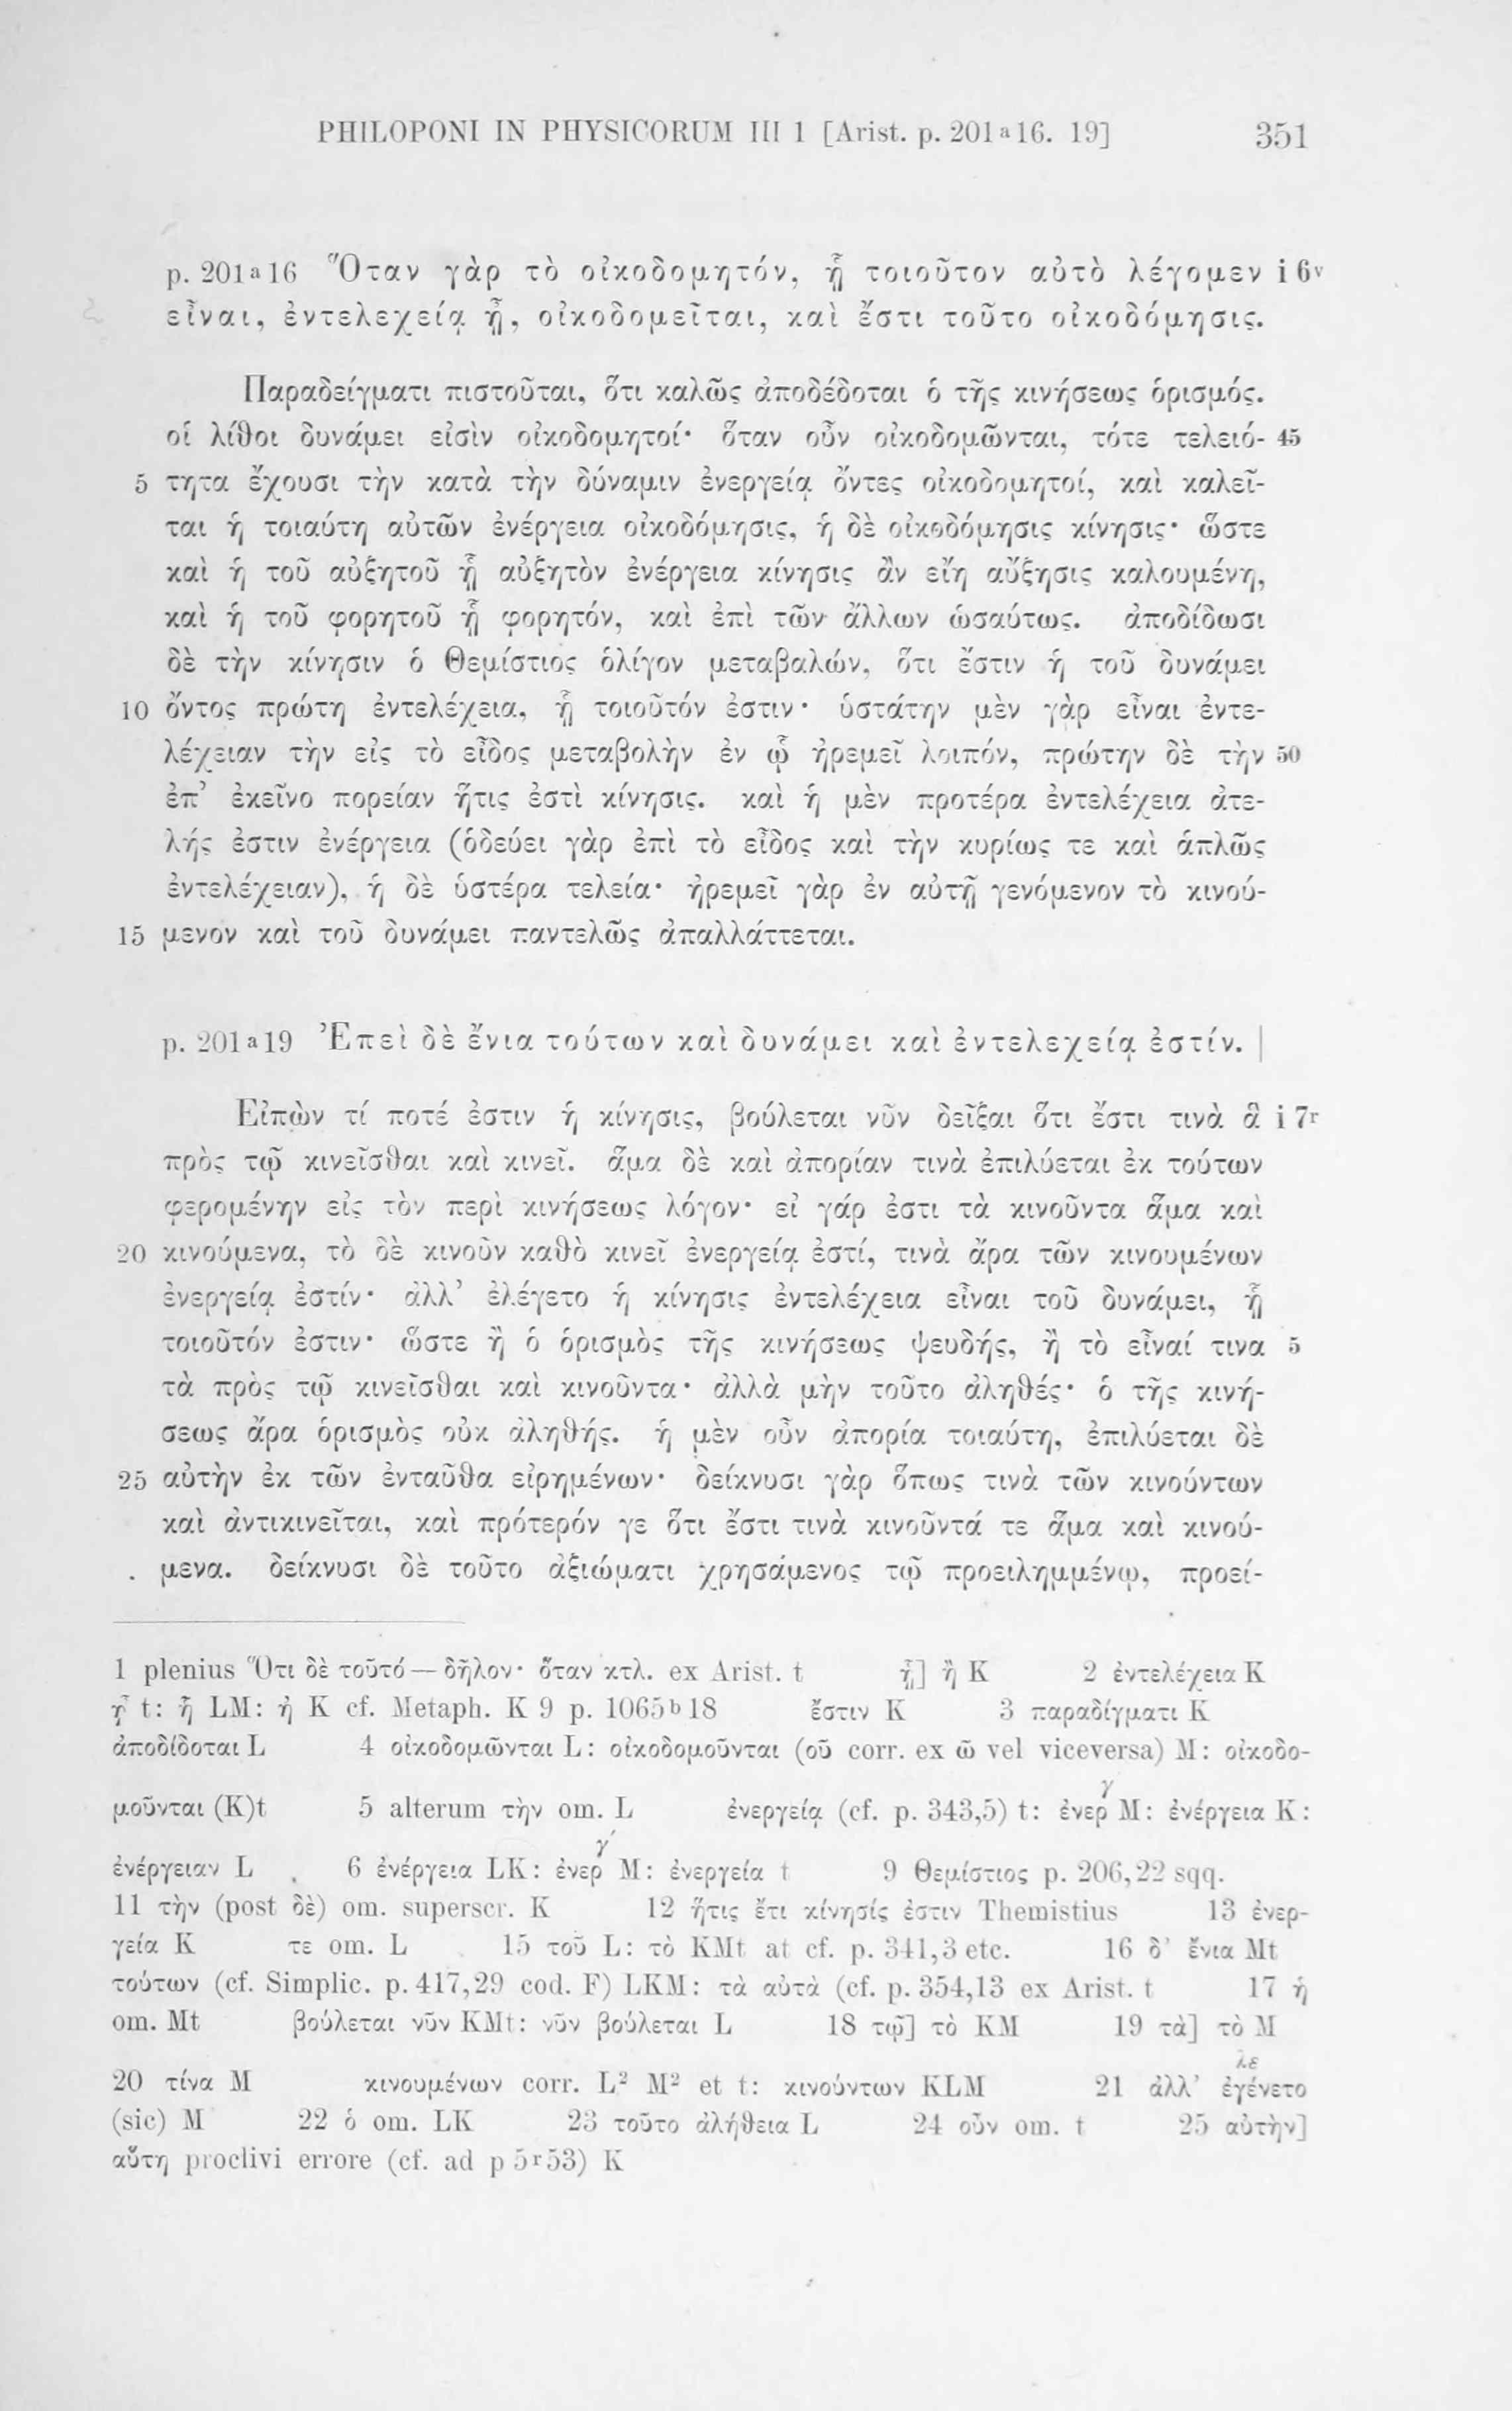 PHILOPONI IN PHYSICORUM III 1 [Arist. p. 201 a 16. 19] 351
p. 201 a 16 Ὅταν γὰρ τὸ οἰκοδομητόν, ᾗ τοιοῦτον αὐτὸ λέγομεν i 6v
εἶναι, ἐντελεχείᾳ ᾖ, οἰκοδομεῖται, καὶ ἔστι τοῦτο οἰκοδόμησις.
Παραδείγματι πιστοῦται, ὅτι καλῶς ἀποδέδοται ὁ τῆς κινήσεως ὁρισμός.
οἱ λίθοι δυνάμει εἰσὶν οἰκοδομητοί· ὅταν οὖν οἰκοδομῶνται, τότε τελειό- 45
5 τητα ἔχουσι τὴν κατὰ τὴν δύναμιν ἐνεργείᾳ ὄντες οἰκοδομητοί, καὶ καλεῖ-
ται ἡ τοιαύτη αὐτῶν ἐνέργεια οἰκοδόμησις, ἡ δὲ οἰκοδόμησις κίνησις· ὥστε
καὶ ἡ τοῦ αὐξητοῦ ᾗ αὐξητὸν ἐνέργεια κίνησις ἂν εἴη αὔξησις καλουμένη,
καὶ ἡ τοῦ φορητοῦ ᾗ φορητόν, καὶ ἐπὶ τῶν ἄλλων ὡσαύτως. ἀποδίδωσι
δὲ τὴν κίνησιν ὁ Θεμίστιος ὀλίγον μεταβαλών, ὅτι ἔστιν ἡ τοῦ δυνάμει
10 ὄντος πρώτη ἐντελέχεια, ᾗ τοιοῦτόν ἐστιν· ὑστάτην μὲν γὰρ εἶναι ἐντε-
λέχειαν τὴν εἰς τὸ εἶδος μεταβολὴν ἐν ᾧ ἠρεμεῖ λοιπόν, πρώτην δὲ τὴν 50
ἐπ’ ἐκεῖνο πορείαν ἥτις ἐστὶ κίνησις. καὶ ἡ μὲν προτέρα ἐντελέχεια ἀτε-
λής ἐστιν ἐνέργεια (ὁδεύει γὰρ ἐπὶ τὸ εἶδος καὶ τὴν κυρίως τε καὶ ἁπλῶς
ἐντελέχειαν), ἡ δὲ ὑστέρα τελεία· ἠρεμεῖ γὰρ ἐν αὐτῇ γενόμενον τὸ κινού-
15 μενον καὶ τοῦ δυνάμει παντελῶς ἀπαλλάττεται.
p. 201 a 19 Ἐπεὶ δὲ ἔνια τούτων καὶ δυνάμει καὶ ἐντελεχείᾳ ἐστίν. |
Εἰπὼν τί ποτέ ἐστιν ἡ κίνησις, βούλεται νῦν δεῖξαι ὅτι ἔστι τινὰ ἃ i 7r
πρὸς τῷ κινεῖσθαι καὶ κινεῖ. ἅμα δὲ καὶ ἀπορίαν τινὰ ἐπιλύεται ἐκ τούτων
φερομένην εἰς τὸν περὶ κινήσεως λόγον· εἰ γάρ ἐστι τὰ κινοῦντα ἅμα καὶ
20 κινούμενα, τὸ δὲ κινοῦν καθὸ κινεῖ ἐνεργείᾳ ἐστί, τινὰ ἄρα τῶν κινουμένων
ἐνεργείᾳ ἐστίν· ἀλλ’ ἐλέγετο ἡ κίνησις ἐντελέχεια εἶναι τοῦ δυνάμει, ᾗ
τοιοῦτόν ἐστιν· ὥστε ἢ ὁ ὁρισμὸς τῆς κινήσεως ψευδής, ἢ τὸ εἶναί τινα 5
τὰ πρὸς τῷ κινεῖσθαι καὶ κινοῦντα· ἀλλὰ μὴν τοῦτο ἀληθές· ὁ τῆς κινή-
σεως ἄρα ὁρισμὸς οὐκ ἀληθής. ἡ μὲν οὖν ἀπορία τοιαύτη, ἐπιλύεται δὲ
25 αὐτὴν ἐκ τῶν ἐνταῦθα εἰρημένων· δείκνυσι γὰρ ὅπως τινὰ τῶν κινούντων
καὶ ἀντικινεῖται, καὶ πρότερόν γε ὅτι ἔστι τινὰ κινοῦντά τε ἅμα καὶ κινού-
μενα. δείκνυσι δὲ τοῦτο ἀξιώματι χρησάμενος τῷ προειλημμένῳ, προεί-
1 plenius Ὅτι δὲ τοῦτό — δῆλον· ὅταν κτλ. ex Arist. t ᾗ] ἢ K 2 ἐντελέχεια K
ᾖ t: ἦ LM: ἡ K cf. Metaph. K 9 p. 1065 b 18 ἔστιν K 3 παραδίγματι K
ἀποδίδοται L 4 οἰκοδομῶνται L: οἰκοδομοῦνται (οῦ corr. ex ῶ vel viceversa) M: οἰκοδο-
μοῦνται (K)t 5 alterum τὴν om. L ἐνεργείᾳ (cf. p. 343,5) t: ἐνερ γ M: ἐνέργεια K:
ἐνέργειαν L 6 ἐνέργεια LK: ἐνερ γ M: ἐνεργεία t 9 Θεμίστιος p. 206,22 sqq.
11 τὴν (post δὲ) om. superscr. K 12 ἥτις ἔτι κίνησίς ἐστιν Themistius 13 ἐνερ-
γεία K τε om. L 15 τοῦ L: τὸ KMt at cf. p. 341,3 etc. 16 δ’ ἔνια Mt
τούτων (cf. Simplic. p. 417,29 cod. F) LKM: τὰ αὐτὰ (cf. p. 354,13 ex Arist. t 17 ἡ
om. Mt βούλεται νῦν KMt: νῦν βούλεται L 18 τῷ] τὸ KM 19 τὰ] τὸ M
20 τίνα M κινουμένων corr. L² M² et t: κινούντων KLM 21 ἀλλ’ ἐγένετο λε
(sic) M 22 ὁ om. LK 23 τοῦτο ἀλήθεια L 24 οὖν om. t 25 αὐτὴν]
αὕτη proclivi errore (cf. ad p 5 r 53) K